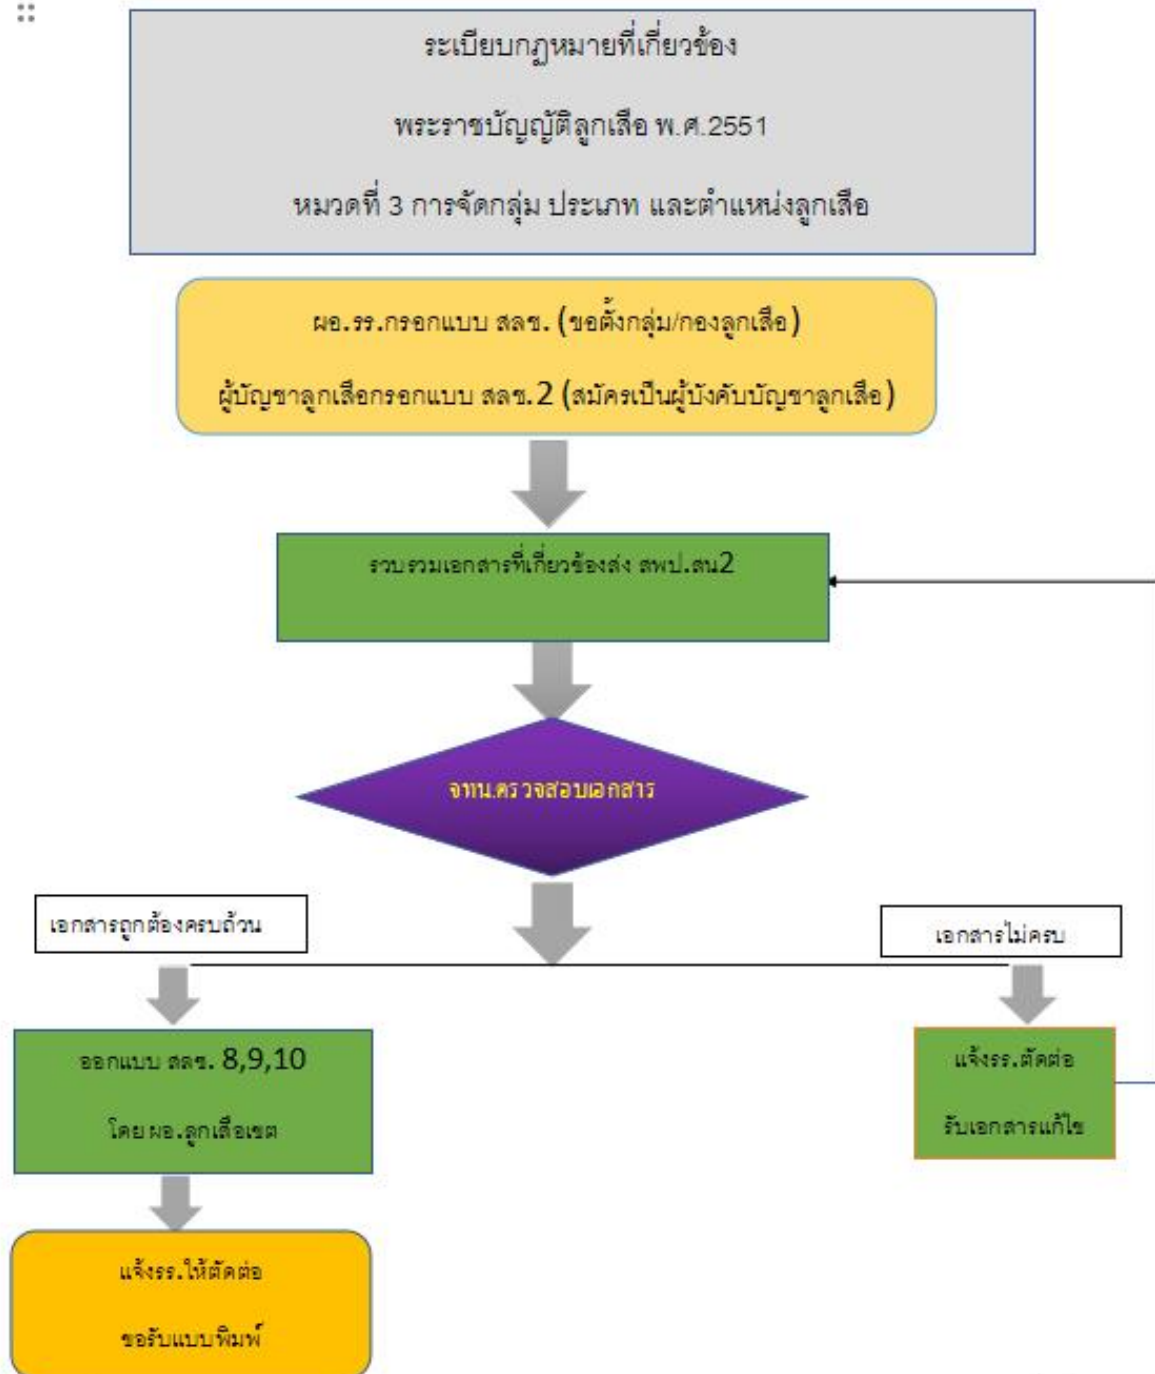 ระเบียบกฎหมายที่เกี่ยวข้อง
พระราชบัญญัติลูกเสือ พ.ศ.2551
หมวดที่ 3 การจัดกลุ่ม ประเภท และตำแหน่งลูกเสือ
ผอ.รร.กรอกแบบ สลช. (ขอตั้งกลุ่ม/กองลูกเสือ)
ผู้บัญชาลูกเสือกรอกแบบ สลช.2 (สมัครเป็นผู้บังคับบัญชาลูกเสือ)
รวบรวมเอกสารที่เกี่ยวข้องส่ง สพป.สน2
จทน.ตรวจสอบเอกสาร
เอกสารถูกต้องครบถ้วน
เอกสารไม่ครบ
ออกแบบ สลช. 8,9,10
โดย ผอ.ลูกเสือเขต
แจ้งรร.ตัดต่อ
รับเอกสารแก้ไข
แจ้งรร.ให้ตัดต่อ
ขอรับแบบพิมพ์